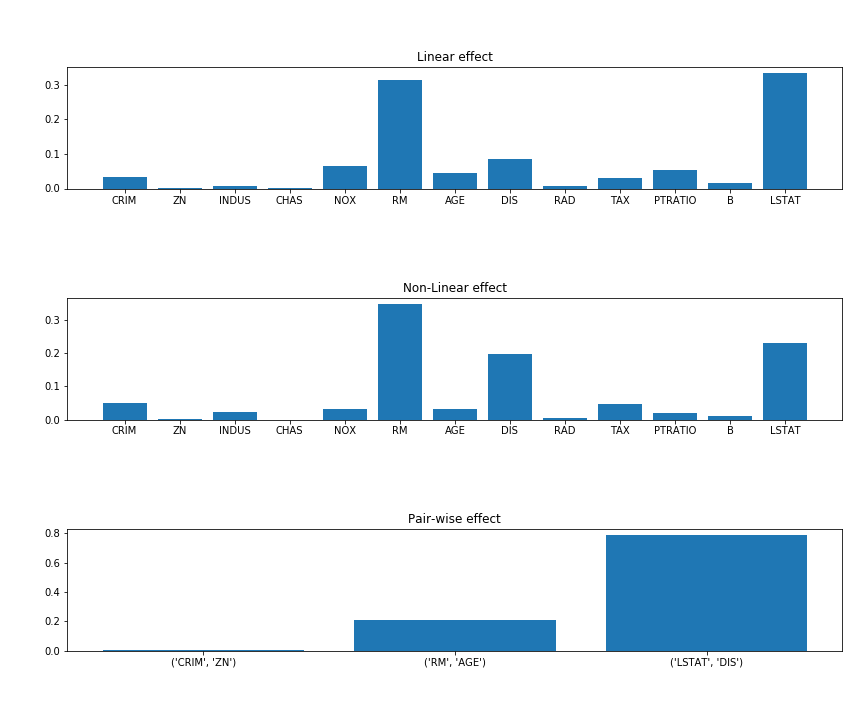 Linear effect
0.3
0.2
0.1
0.0
CRIM ZN INDUS CHAS NOX RM AGE DIS RAD TAX PTRATIO B LSTAT
Non-Linear effect
0.3
0.2
0.1
0.0
CRIM ZN INDUS CHAS NOX RM AGE DIS RAD TAX PTRATIO B LSTAT
Pair-wise effect
0.8
0.6
0.4
0.2
0.0
('CRIM', 'ZN') ('RM', 'AGE') ('LSTAT', 'DIS')